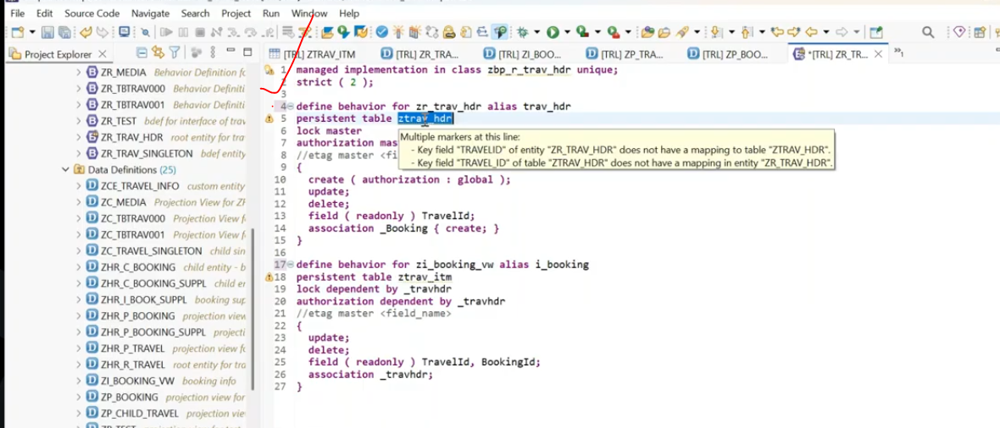 File Edit Source Code Navigate Search Project Run Window Help
Project Explorer
[TRL] ZTRAV_ITM [TRL] ZR_TRA... [TRL] ZI_BOO... [TRL] ZP_TRA... [TRL] ZP_BOO... *[TRL] ZR_TR...
ZR_MEDIA Behavior Definition fo
ZR_TBTRAV000 Behavior Definiti
ZR_TBTRAV001 Behavior Definiti
ZR_TEST bdef for interface of trav
ZR_TRAV_HDR root entity for tra
ZR_TRAV_SINGLETON bdef entity
Data Definitions (25)
ZCE_TRAVEL_INFO custom entity
ZC_MEDIA Projection View for ZF
ZC_TBTRAV000 Projection View f
ZC_TBTRAV001 Projection View f
ZC_TRAVEL_SINGLETON child sin
ZHR_C_BOOKING child entity - b
ZHR_C_BOOKING_SUPPL child er
ZHR_I_BOOK_SUPPL booking sup
ZHR_P_BOOKING projection view
ZHR_P_BOOKING_SUPPL projecti
ZHR_P_TRAVEL projection view fo
ZHR_R_TRAVEL root entity for tra
ZI_BOOKING_VW booking info
ZP_BOOKING projection view for
ZP_CHILD_TRAVEL projection vie
1 managed implementation in class zbp_r_trav_hdr unique;
2 strict ( 2 );
3
4 define behavior for zr_trav_hdr alias trav_hdr
5 persistent table ztrav_hdr
6 lock master
7 authorization mas
8 //etag master <fi
Multiple markers at this line:
- Key field "TRAVELID" of entity "ZR_TRAV_HDR" does not have a mapping to table "ZTRAV_HDR".
- Key field "TRAVEL_ID" of table "ZTRAV_HDR" does not have a mapping in entity "ZR_TRAV_HDR".
9 {
10 create ( authorization : global );
11 update;
12 delete;
13 field ( readonly ) TravelId;
14 association _Booking { create; }
15 }
16
17 define behavior for zi_booking_vw alias i_booking
18 persistent table ztrav_itm
19 lock dependent by _travhdr
20 authorization dependent by _travhdr
21 //etag master <field_name>
22 {
23 update;
24 delete;
25 field ( readonly ) TravelId, BookingId;
26 association _travhdr;
27 }